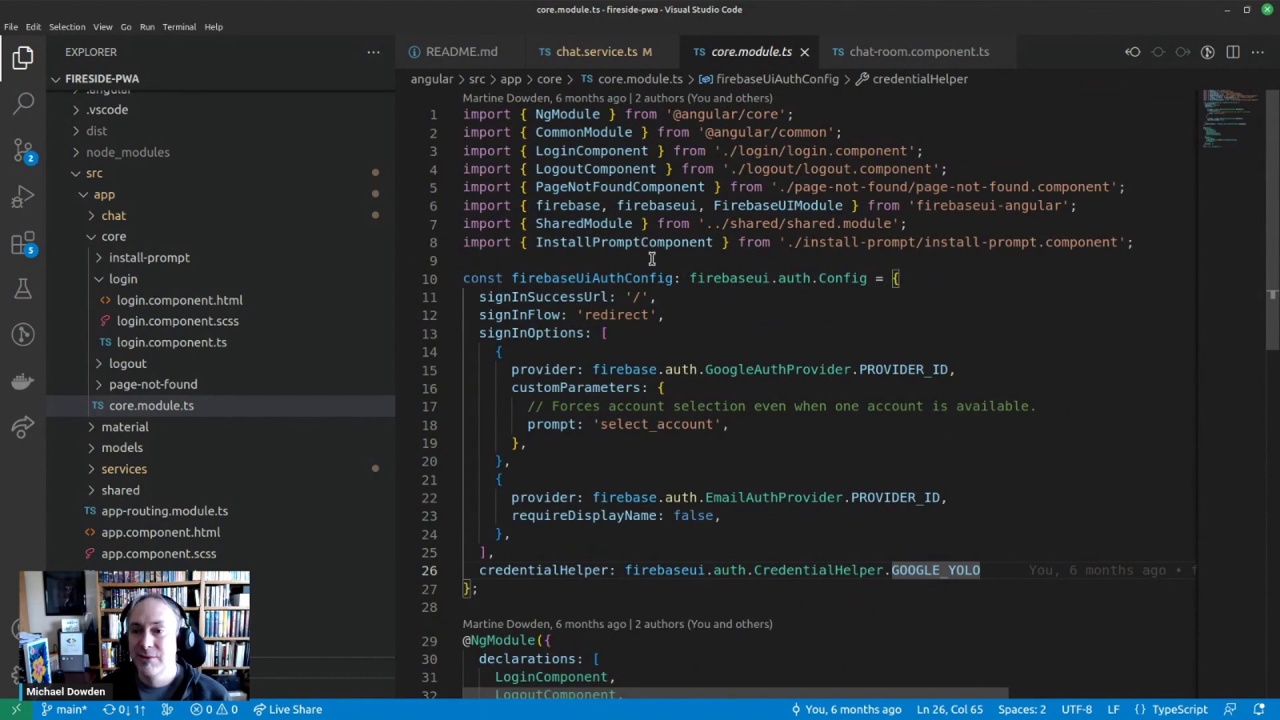 core.module.ts - fireside-pwa - Visual Studio Code
File Edit Selection View Go Run Terminal Help
EXPLORER
README.md
chat.service.ts M
core.module.ts
chat-room.component.ts
FIRESIDE-PWA
angular > src > app > core > core.module.ts > firebaseUiAuthConfig > credentialHelper
.angular
.vscode
dist
node_modules
src
app
chat
core
install-prompt
login
login.component.html
login.component.scss
login.component.ts
logout
page-not-found
core.module.ts
material
models
services
shared
app-routing.module.ts
app.component.html
app.component.scss
2
5
Martine Dowden, 6 months ago | 2 authors (You and others)
1 import { NgModule } from '@angular/core';
2 import { CommonModule } from '@angular/common';
3 import { LoginComponent } from './login/login.component';
4 import { LogoutComponent } from './logout/logout.component';
5 import { PageNotFoundComponent } from './page-not-found/page-not-found.component';
6 import { firebase, firebaseui, FirebaseUIModule } from 'firebaseui-angular';
7 import { SharedModule } from '../shared/shared.module';
8 import { InstallPromptComponent } from './install-prompt/install-prompt.component';
9
10 const firebaseUiAuthConfig: firebaseui.auth.Config = {
11 signInSuccessUrl: '/',
12 signInFlow: 'redirect',
13 signInOptions: [
14 {
15 provider: firebase.auth.GoogleAuthProvider.PROVIDER_ID,
16 customParameters: {
17 // Forces account selection even when one account is available.
18 prompt: 'select_account',
19 },
20 },
21 {
22 provider: firebase.auth.EmailAuthProvider.PROVIDER_ID,
23 requireDisplayName: false,
24 },
25 ],
26 credentialHelper: firebaseui.auth.CredentialHelper.GOOGLE_YOLO You, 6 months ago • f
27 };
28
Martine Dowden, 6 months ago | 2 authors (You and others)
29 @NgModule({
30 declarations: [
31 LoginComponent,
32 LogoutComponent,
Michael Dowden
main* 0↓ 1↑ 0 0 Live Share
You, 6 months ago Ln 26, Col 65 Spaces: 2 UTF-8 LF {} TypeScript